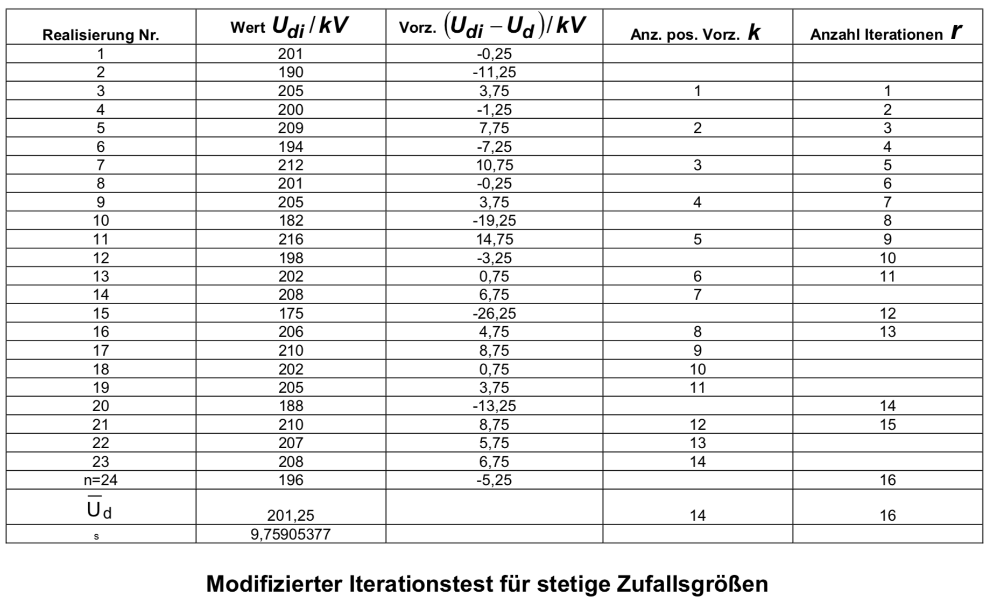 Realisierung Nr. Wert U_di / kV Vorz. (U_di − U_d)/ kV Anz. pos. Vorz. k Anzahl Iterationen r
1 201 -0,25
2 190 -11,25
3 205 3,75 1 1
4 200 -1,25 2
5 209 7,75 2 3
6 194 -7,25 4
7 212 10,75 3 5
8 201 -0,25 6
9 205 3,75 4 7
10 182 -19,25 8
11 216 14,75 5 9
12 198 -3,25 10
13 202 0,75 6 11
14 208 6,75 7
15 175 -26,25 12
16 206 4,75 8 13
17 210 8,75 9
18 202 0,75 10
19 205 3,75 11
20 188 -13,25 14
21 210 8,75 12 15
22 207 5,75 13
23 208 6,75 14
n=24 196 -5,25 16
U̅_d 201,25 14 16
s 9,75905377
Modifizierter Iterationstest für stetige Zufallsgrößen